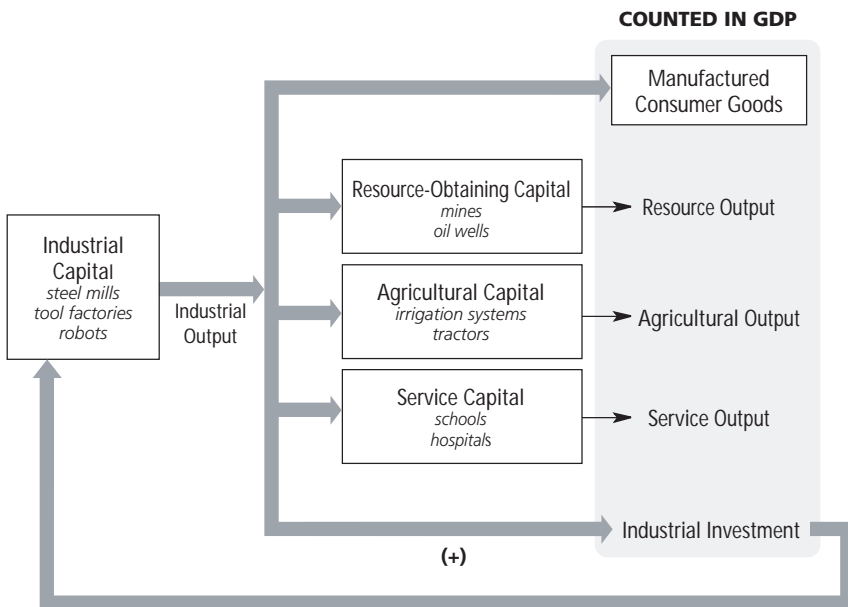 COUNTED IN GDP
Manufactured
Consumer Goods
Resource-Obtaining Capital
mines
oil wells
Resource Output
Industrial
Capital
steel mills
tool factories
robots
Industrial
Output
Agricultural Capital
irrigation systems
tractors
Agricultural Output
Service Capital
schools
hospitals
Service Output
Industrial Investment
(+)